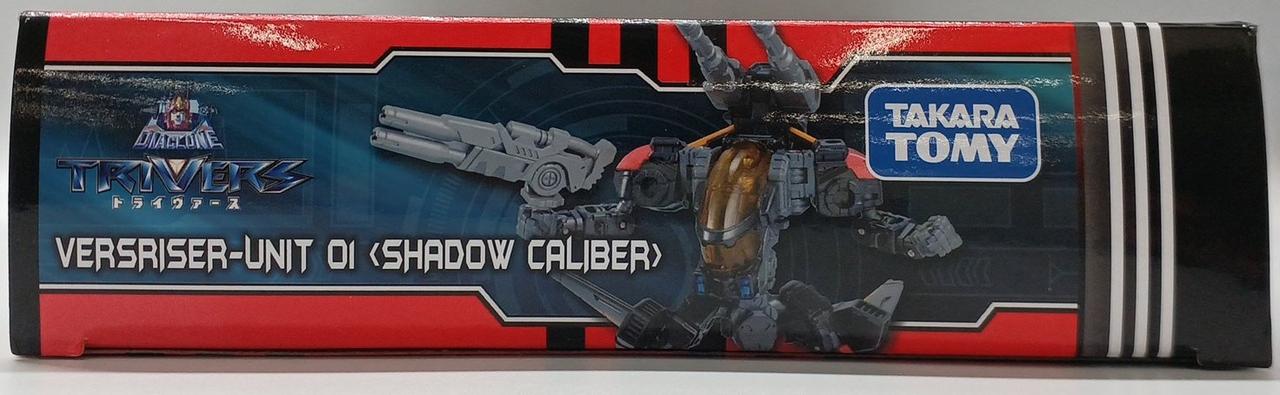 DIACLONE
TRIVERS
トライヴァース
VERSRISER-UNIT 01 <SHADOW CALIBER>
TAKARA
TOMY